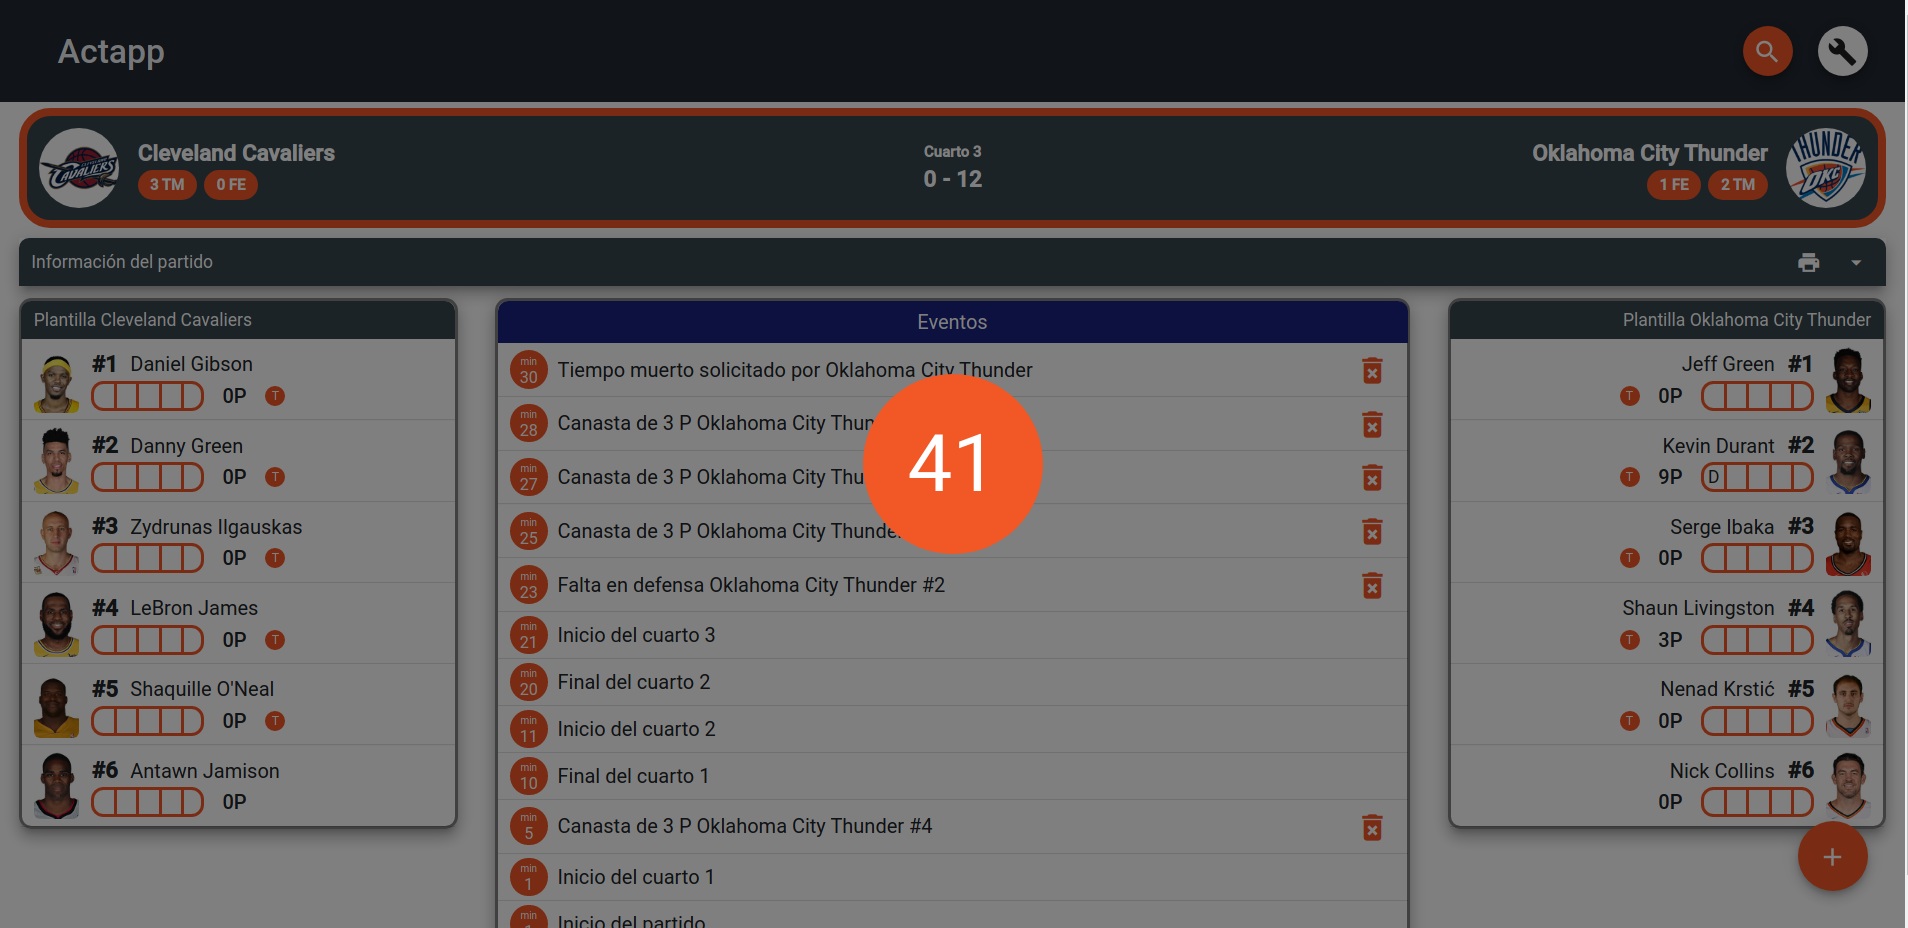 Actapp
Cleveland Cavaliers
3 TM 0 FE
Cuarto 3
0 - 12
Oklahoma City Thunder
1 FE 2 TM
CAVALIERS
THUNDER
OKC
Información del partido
Plantilla Cleveland Cavaliers
#1 Daniel Gibson
0P T
#2 Danny Green
0P T
#3 Zydrunas Ilgauskas
0P T
#4 LeBron James
0P T
#5 Shaquille O'Neal
0P T
#6 Antawn Jamison
0P
Eventos
min 30 Tiempo muerto solicitado por Oklahoma City Thunder
min 28 Canasta de 3 P Oklahoma City Thun
min 27 Canasta de 3 P Oklahoma City Thu
min 25 Canasta de 3 P Oklahoma City Thunde
min 23 Falta en defensa Oklahoma City Thunder #2
min 21 Inicio del cuarto 3
min 20 Final del cuarto 2
min 11 Inicio del cuarto 2
min 10 Final del cuarto 1
min 5 Canasta de 3 P Oklahoma City Thunder #4
min 1 Inicio del cuarto 1
min Inicio del partido
41
Plantilla Oklahoma City Thunder
Jeff Green #1
T 0P
Kevin Durant #2
T 9P D
Serge Ibaka #3
T 0P
Shaun Livingston #4
T 3P
Nenad Krstić #5
T 0P
Nick Collins #6
0P
+